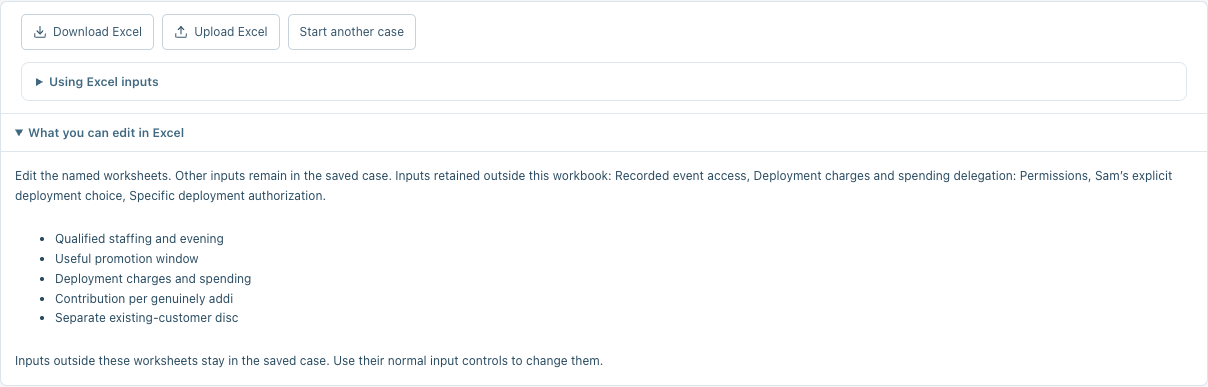 Download Excel
Upload Excel
Start another case
Using Excel inputs
What you can edit in Excel
Edit the named worksheets. Other inputs remain in the saved case. Inputs retained outside this workbook: Recorded event access, Deployment charges and spending delegation: Permissions, Sam's explicit
deployment choice, Specific deployment authorization.
Qualified staffing and evening
Useful promotion window
Deployment charges and spending
Contribution per genuinely addi
Separate existing-customer disc
Inputs outside these worksheets stay in the saved case. Use their normal input controls to change them.